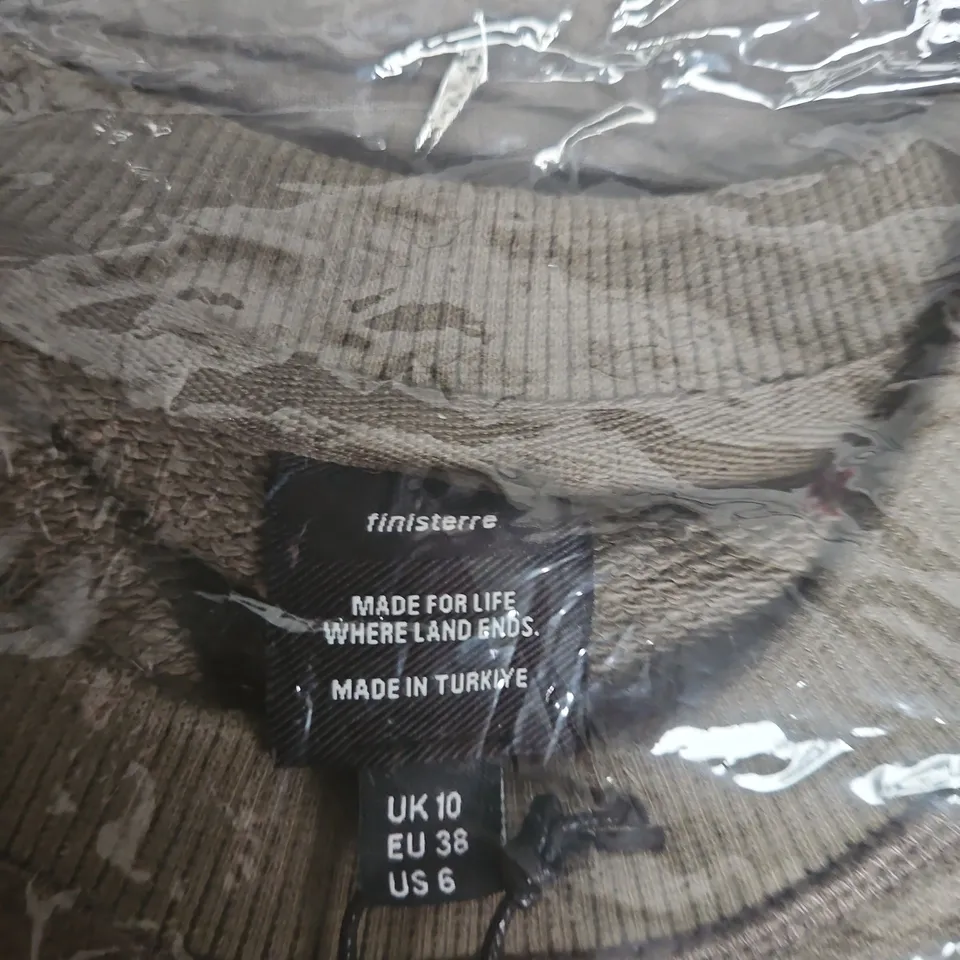 finisterre
MADE FOR LIFE
WHERE LAND ENDS.
MADE IN TURKIYE
UK 10
EU 38
US 6